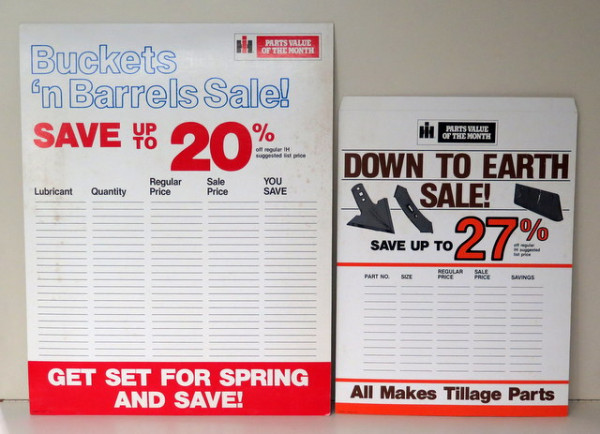 IH PARTS VALUE
OF THE MONTH
Buckets
'n Barrels Sale!
SAVE UP TO 20%
off regular IH
suggested list price
Lubricant Quantity Regular Price Sale Price YOU SAVE
GET SET FOR SPRING
AND SAVE!
IH PARTS VALUE
OF THE MONTH
DOWN TO EARTH
SALE!
SAVE UP TO 27%
off regular
IH suggested
list price
PART NO. SIZE REGULAR PRICE SALE PRICE SAVINGS
All Makes Tillage Parts